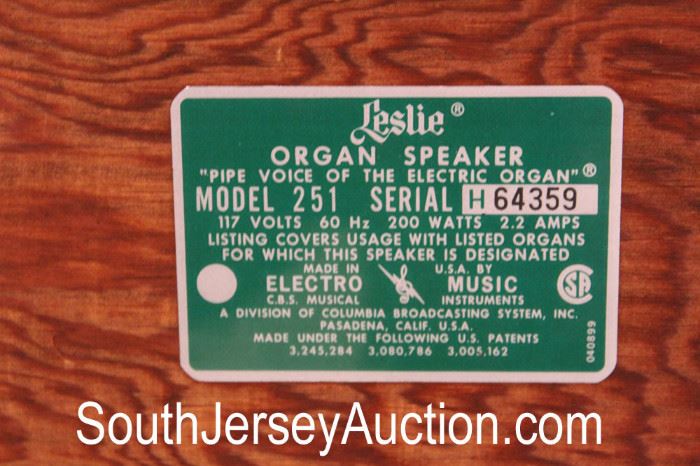 Leslie®
ORGAN SPEAKER
"PIPE VOICE OF THE ELECTRIC ORGAN"®
MODEL 251 SERIAL H 64359
117 VOLTS 60 Hz 200 WATTS 2.2 AMPS
LISTING COVERS USAGE WITH LISTED ORGANS
FOR WHICH THIS SPEAKER IS DESIGNATED
MADE IN U.S.A. BY
ELECTRO MUSIC
C.B.S. MUSICAL INSTRUMENTS
A DIVISION OF COLUMBIA BROADCASTING SYSTEM, INC.
PASADENA, CALIF. U.S.A.
MADE UNDER THE FOLLOWING U.S. PATENTS
3,245,284 3,080,786 3,005,162
SA
040899
SouthJerseyAuction.com